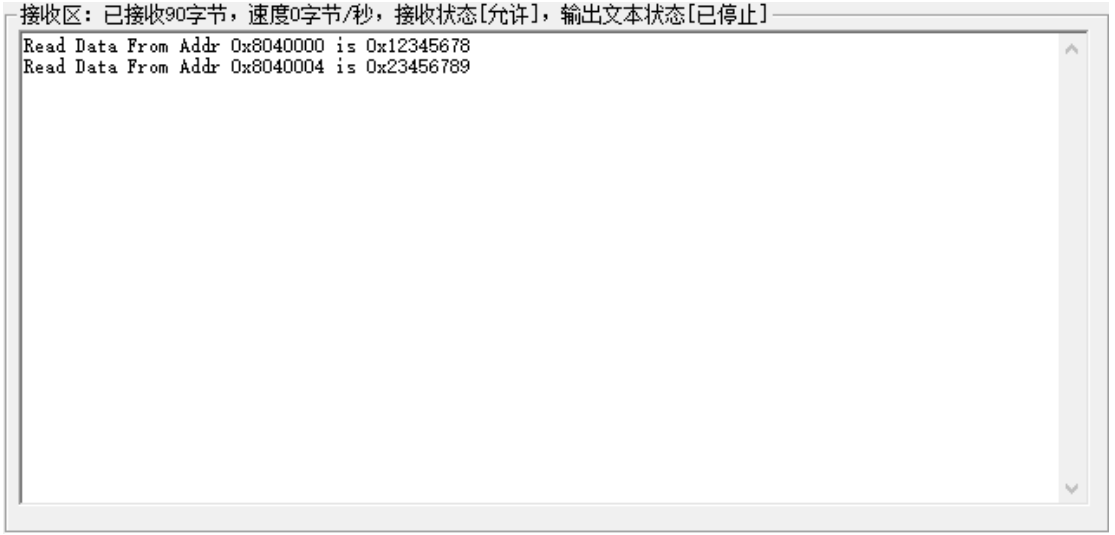 接收区：已接收90字节，速度0字节/秒，接收状态[允许]，输出文本状态[已停止]
Read Data From Addr 0x8040000 is 0x12345678
Read Data From Addr 0x8040004 is 0x23456789